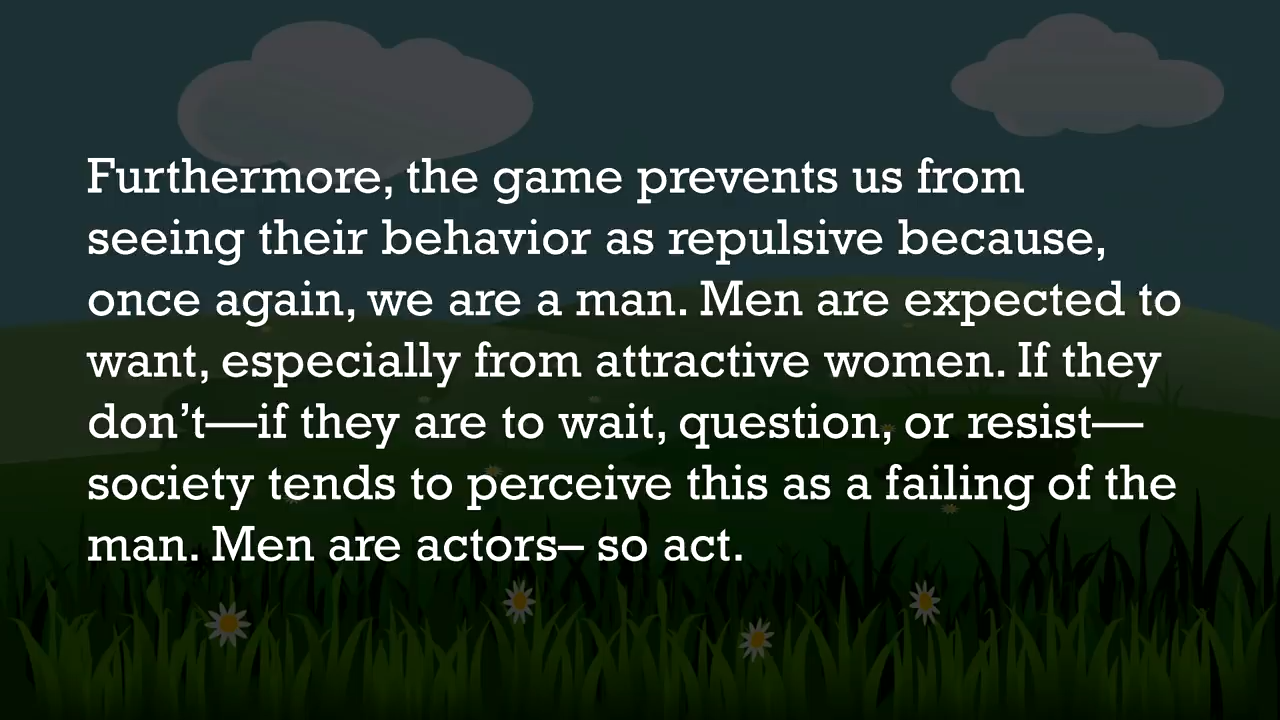 Furthermore, the game prevents us from
seeing their behavior as repulsive because,
once again, we are a man. Men are expected to
want, especially from attractive women. If they
don’t—if they are to wait, question, or resist—
society tends to perceive this as a failing of the
man. Men are actors– so act.